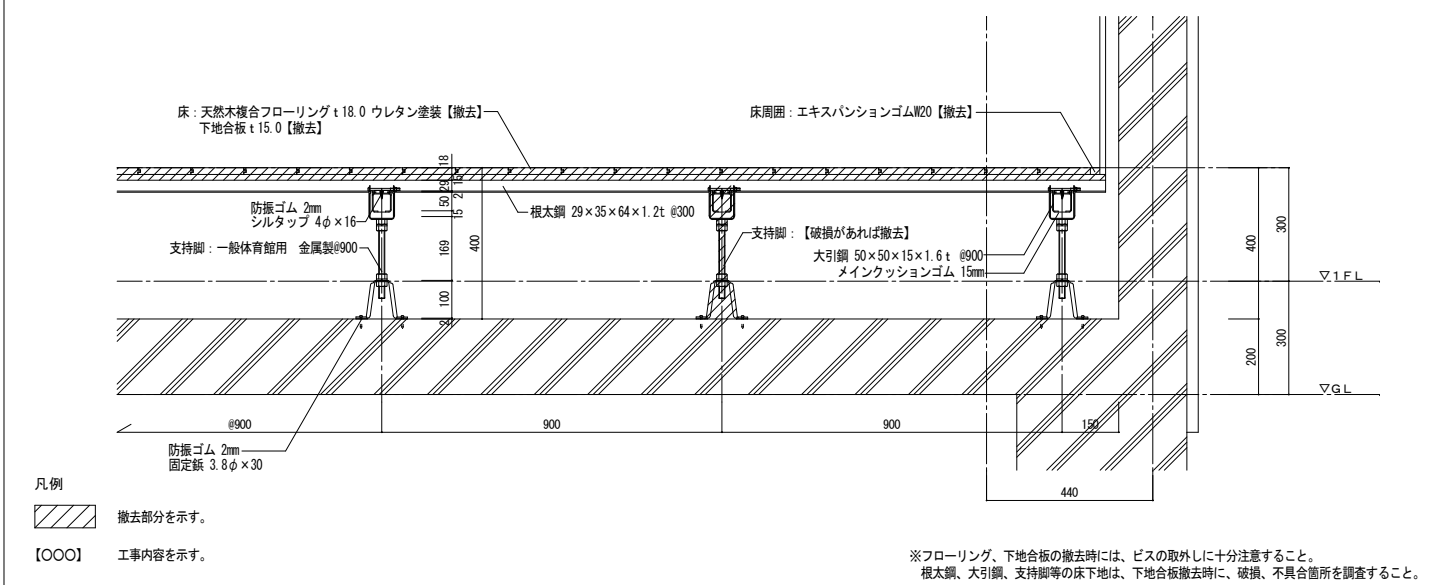 床：天然木複合フローリングｔ18.0 ウレタン塗装【撤去】
下地合板ｔ15.0【撤去】
床周囲：エキスパンションゴムW20【撤去】
18
15
29
2
50
15
169
400
100
2
防振ゴム 2mm
シルタップ 4φ×16
根太鋼 29×35×64×1.2t @300
支持脚：一般体育館用　金属製@900
支持脚：【破損があれば撤去】
大引鋼 50×50×15×1.6ｔ @900
メインクッションゴム 15mm
400
300
▽1FL
200
300
▽GL
@900
900
900
150
防振ゴム 2mm
固定鋲 3.8φ×30
440
凡例
撤去部分を示す。
【〇〇〇】　工事内容を示す。
※フローリング、下地合板の撤去時には、ビスの取外しに十分注意すること。
根太鋼、大引鋼、支持脚等の床下地は、下地合板撤去時に、破損、不具合箇所を調査すること。